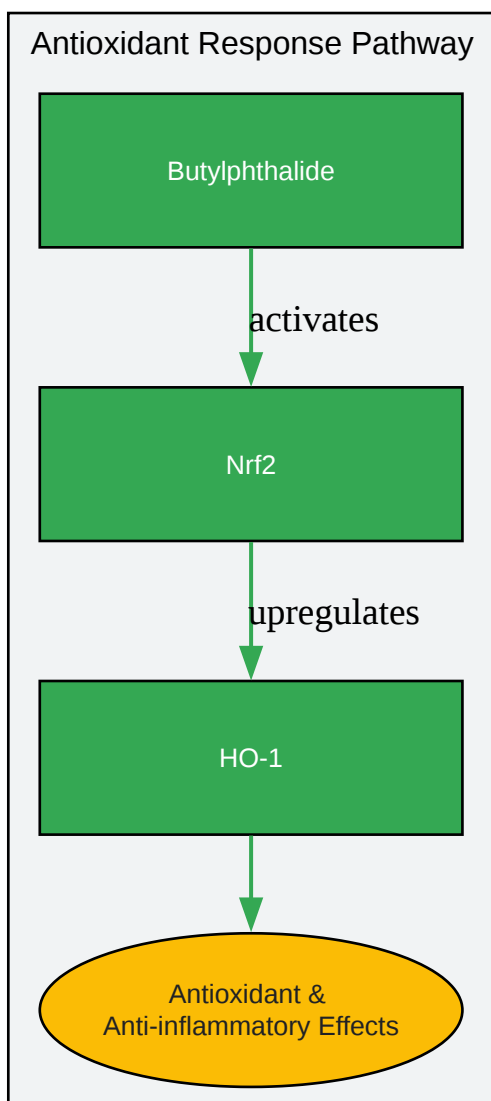 Antioxidant Response Pathway
Butylphthalide
activates
Nrf2
upregulates
HO-1
Antioxidant &
Anti-inflammatory Effects